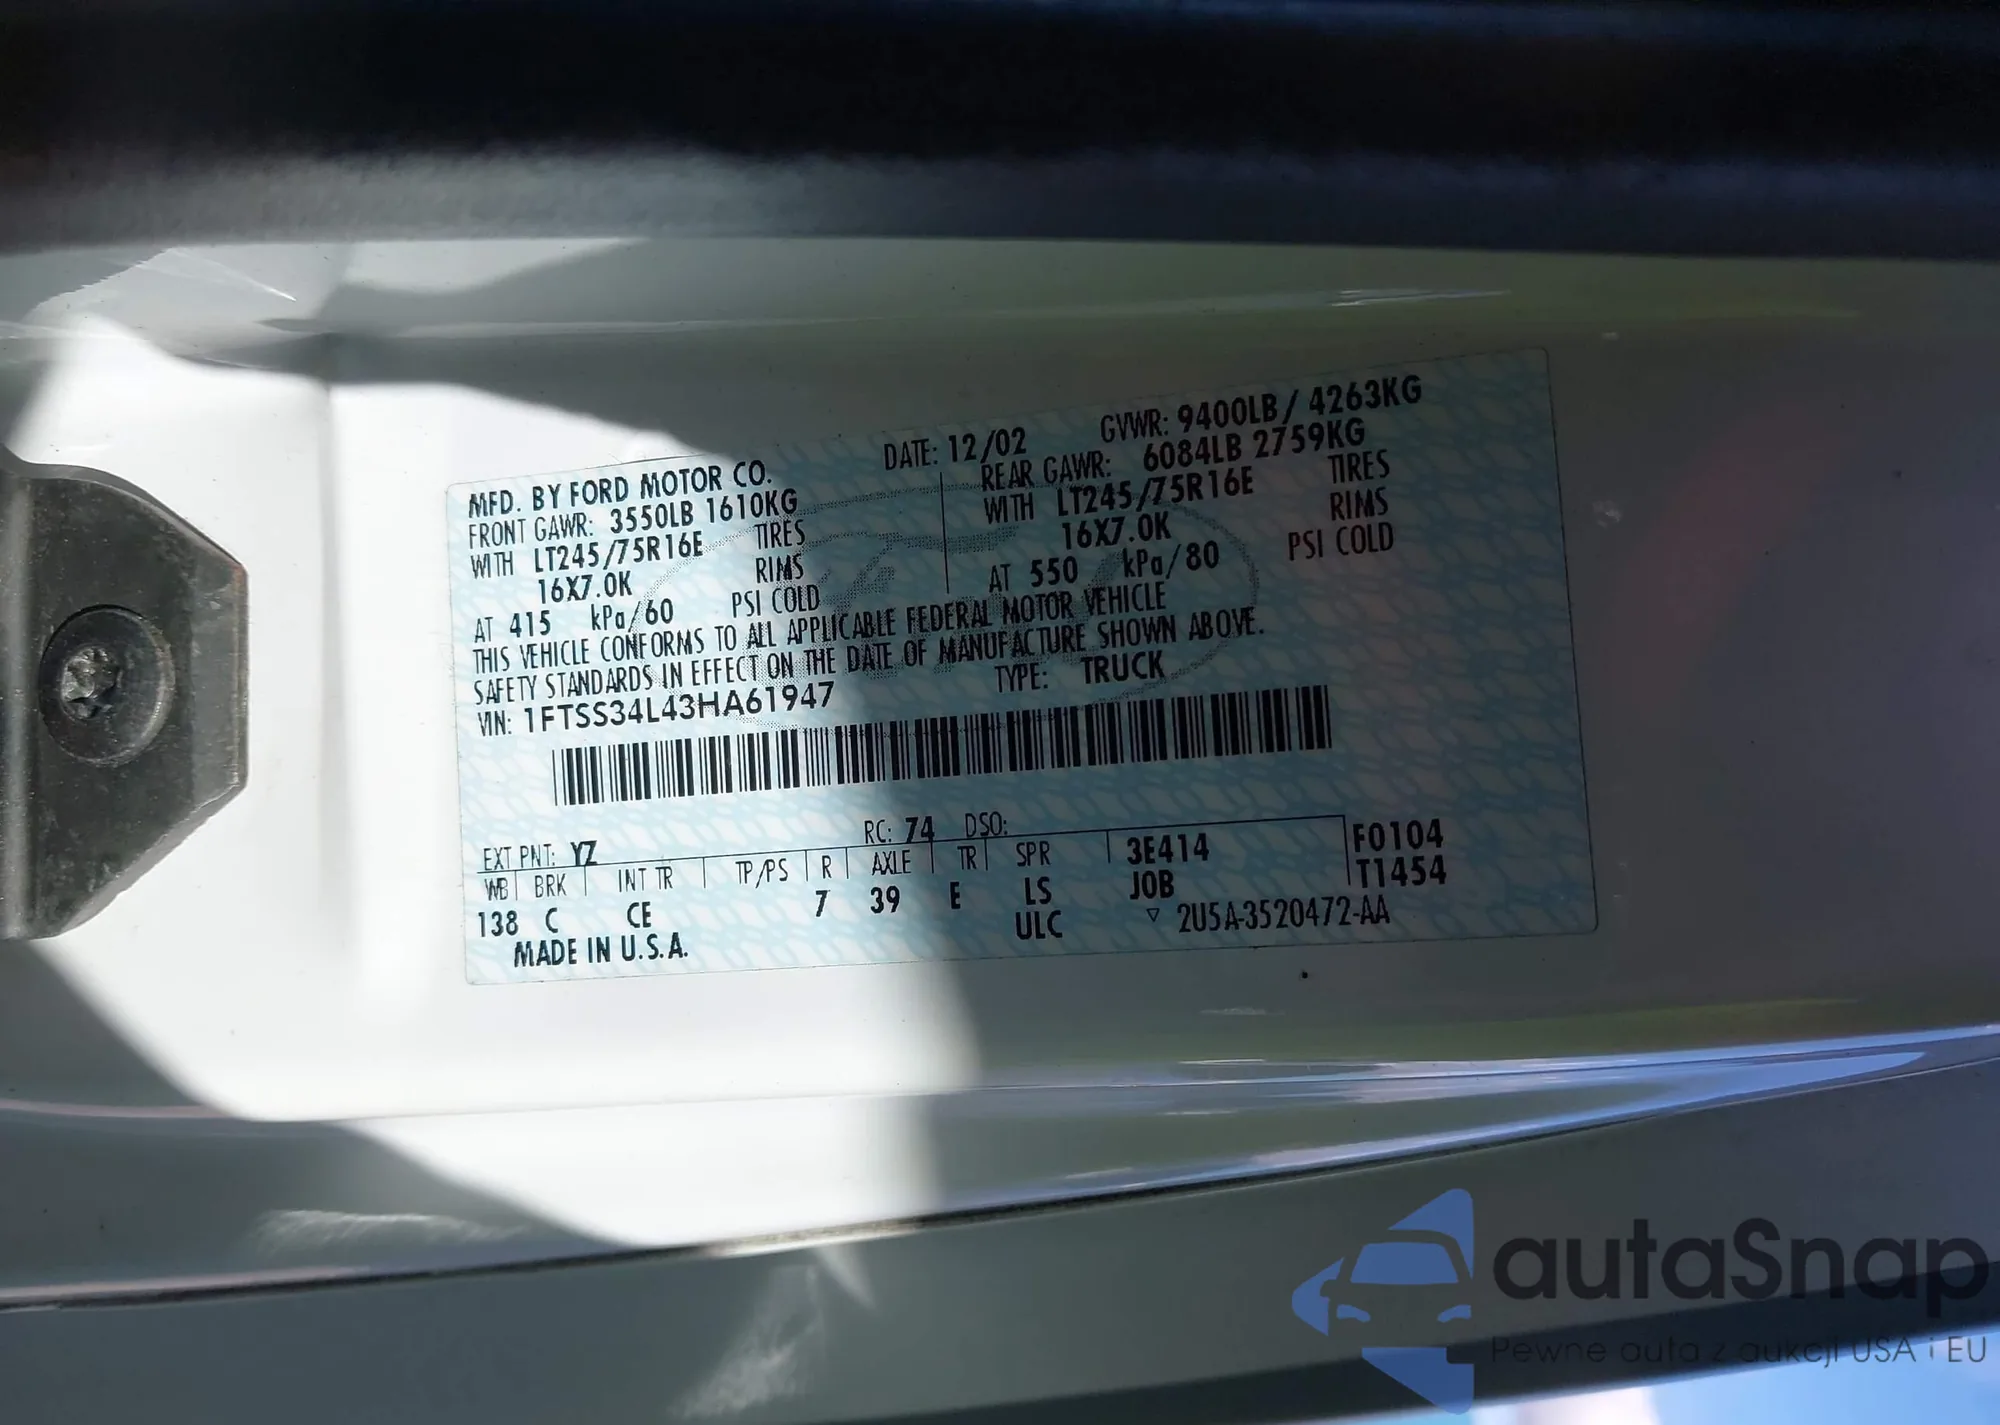 MFD. BY FORD MOTOR CO. DATE: 12/02 GVWR: 9400LB / 4263KG
FRONT GAWR: 3550LB 1610KG REAR GAWR: 6084LB 2759KG
WITH LT245/75R16E TIRES WITH LT245/75R16E TIRES
16X7.0K RIMS 16X7.0K RIMS
AT 415 kPa/60 PSI COLD AT 550 kPa/80 PSI COLD
THIS VEHICLE CONFORMS TO ALL APPLICABLE FEDERAL MOTOR VEHICLE
SAFETY STANDARDS IN EFFECT ON THE DATE OF MANUFACTURE SHOWN ABOVE.
VIN: 1FTSS34L43HA61947 TYPE: TRUCK
EXT PNT: YZ RC: 74 DSO:
WB BRK INT TR TP/PS R AXLE TR SPR 3E414 F0104
138 C CE 7 39 E LS JOB T1454
MADE IN U.S.A. ULC 2U5A-3520472-AA
autaSnap
Pewne auta z aukcji USA i EU